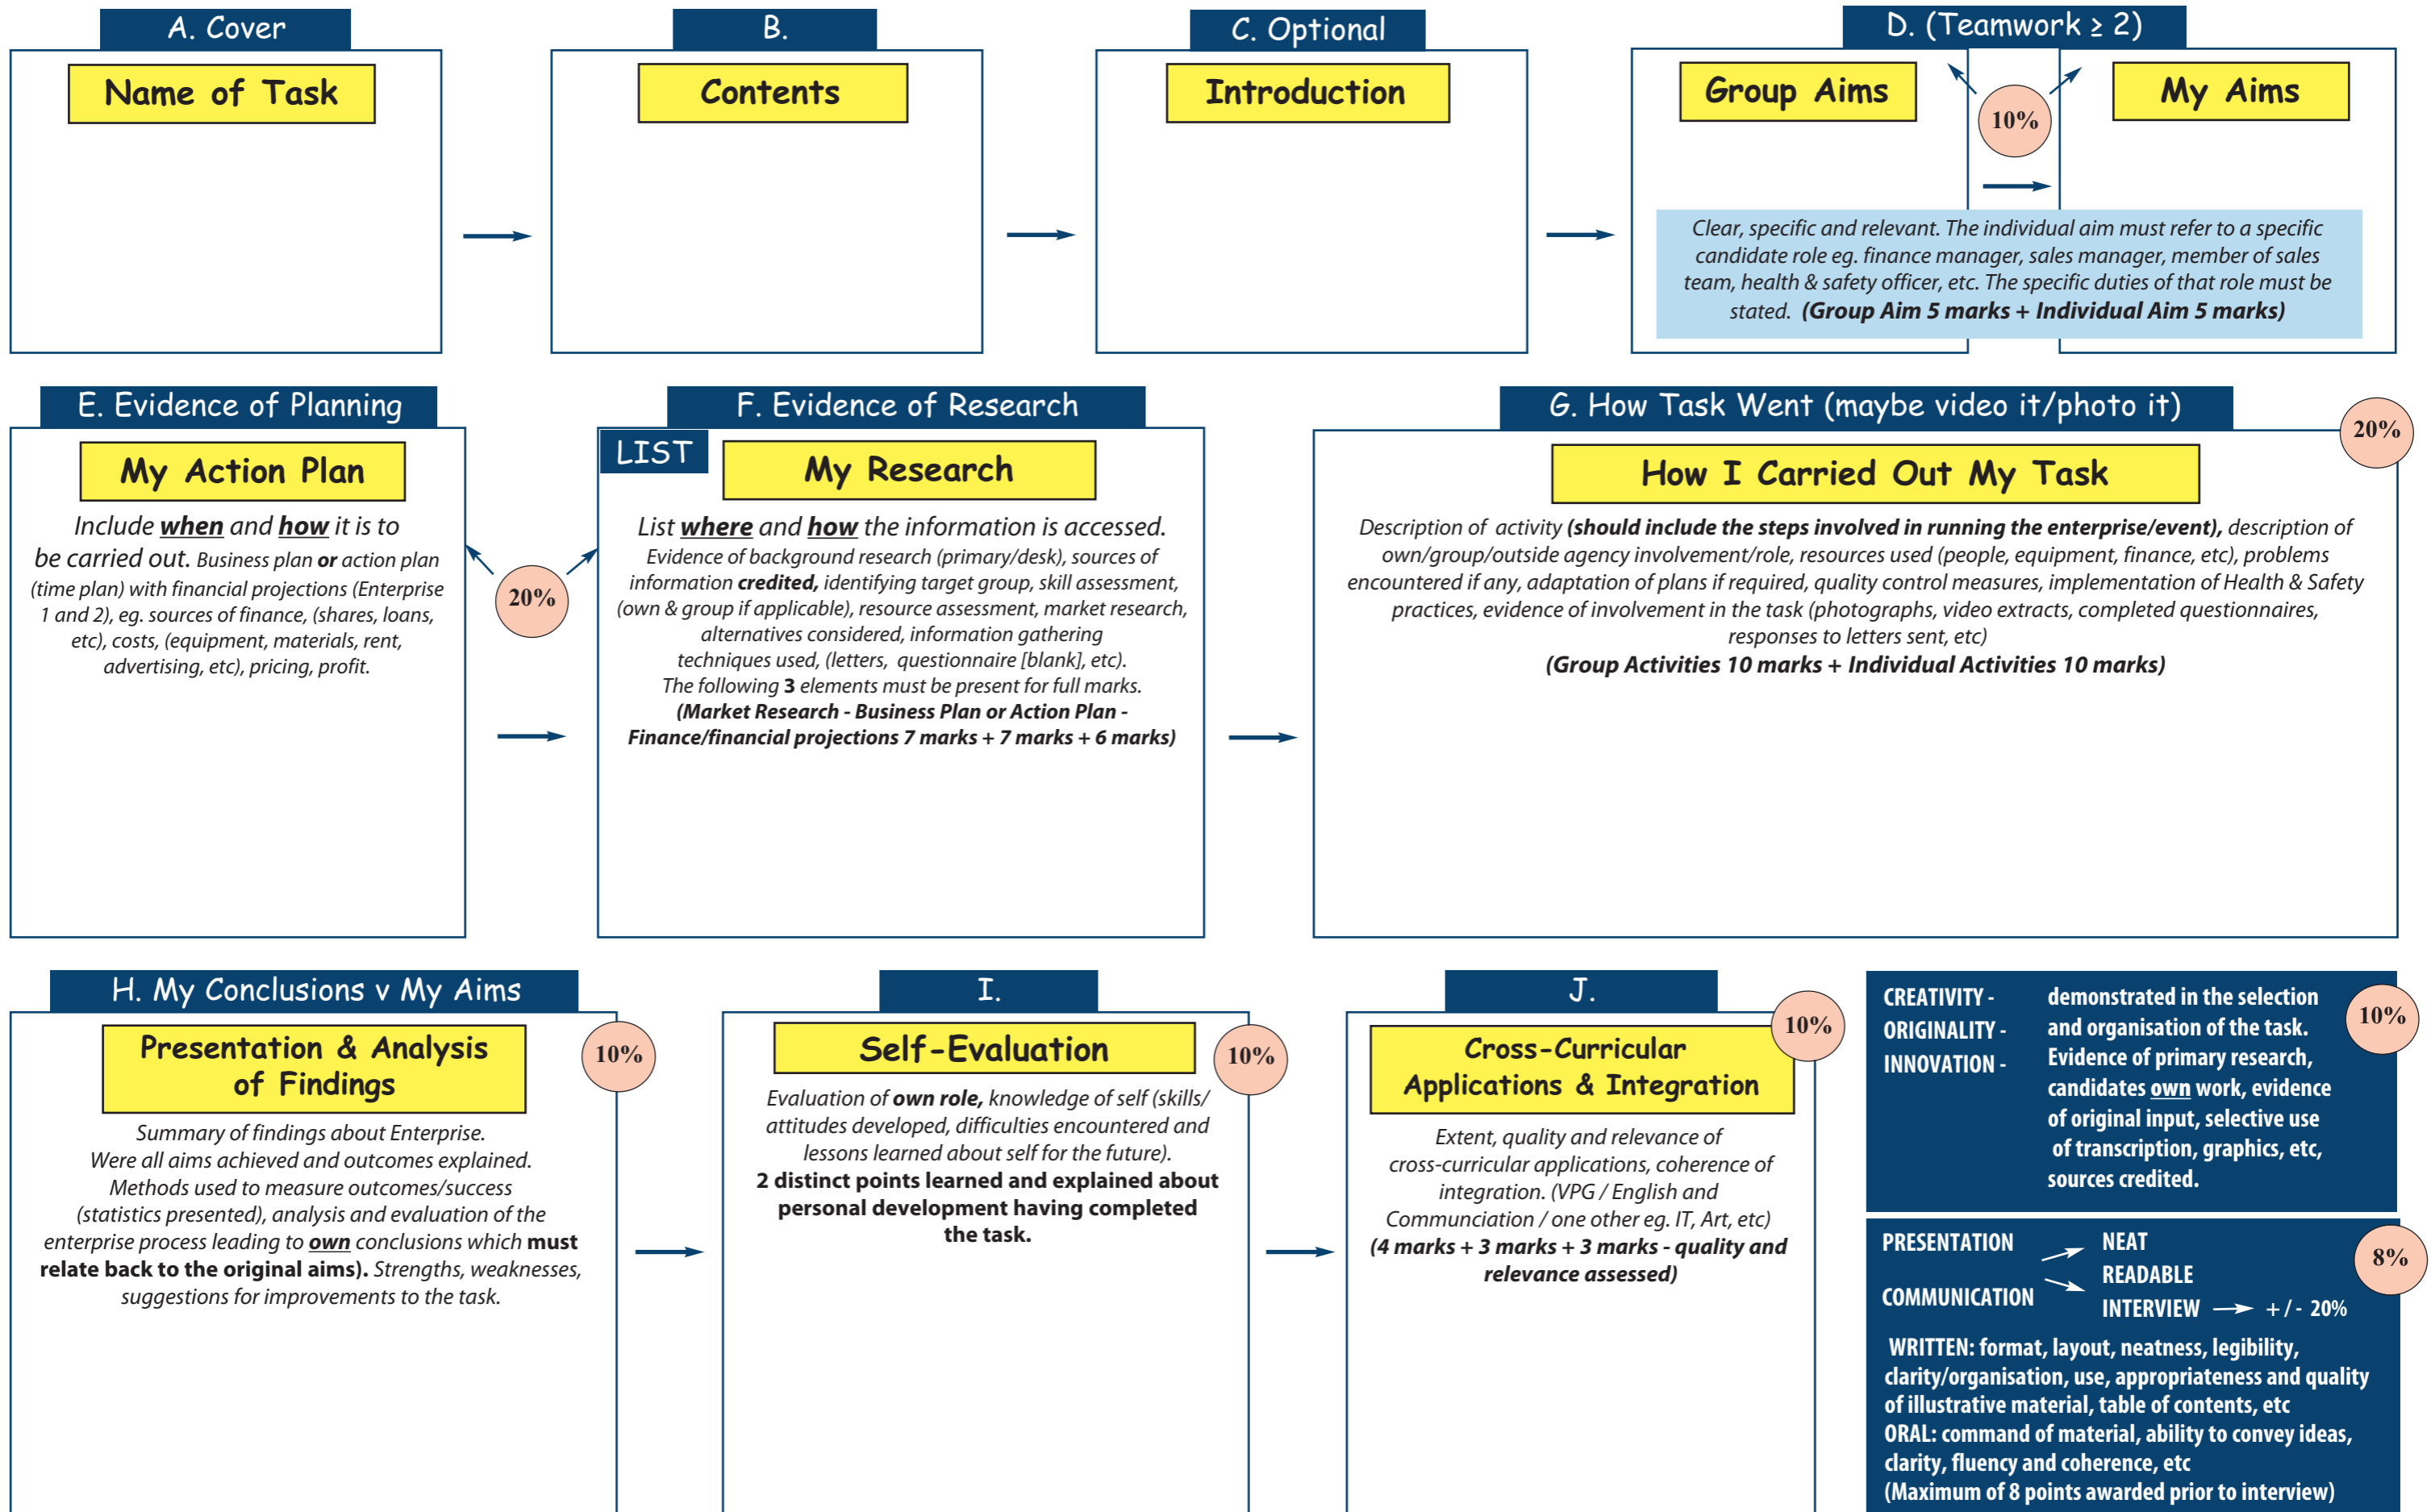 A. Cover
Name of Task
B.
Contents
C. Optional
Introduction
D. (Teamwork ≥ 2)
Group Aims
10%
My Aims
Clear, specific and relevant. The individual aim must refer to a specific
candidate role eg. finance manager, sales manager, member of sales
team, health & safety officer, etc. The specific duties of that role must be
stated. (Group Aim 5 marks + Individual Aim 5 marks)
E. Evidence of Planning
My Action Plan
Include when and how it is to
be carried out. Business plan or action plan
(time plan) with financial projections (Enterprise
1 and 2), eg. sources of finance, (shares, loans,
etc), costs, (equipment, materials, rent,
advertising, etc), pricing, profit.
20%
F. Evidence of Research
LIST
My Research
List where and how the information is accessed.
Evidence of background research (primary/desk), sources of
information credited, identifying target group, skill assessment,
(own & group if applicable), resource assessment, market research,
alternatives considered, information gathering
techniques used, (letters, questionnaire [blank], etc).
The following 3 elements must be present for full marks.
(Market Research - Business Plan or Action Plan -
Finance/financial projections 7 marks + 7 marks + 6 marks)
G. How Task Went (maybe video it/photo it)
20%
How I Carried Out My Task
Description of activity (should include the steps involved in running the enterprise/event), description of
own/group/outside agency involvement/role, resources used (people, equipment, finance, etc), problems
encountered if any, adaptation of plans if required, quality control measures, implementation of Health & Safety
practices, evidence of involvement in the task (photographs, video extracts, completed questionnaires,
responses to letters sent, etc)
(Group Activities 10 marks + Individual Activities 10 marks)
H. My Conclusions v My Aims
Presentation & Analysis
of Findings
10%
Summary of findings about Enterprise.
Were all aims achieved and outcomes explained.
Methods used to measure outcomes/success
(statistics presented), analysis and evaluation of the
enterprise process leading to own conclusions which must
relate back to the original aims). Strengths, weaknesses,
suggestions for improvements to the task.
I.
Self-Evaluation
10%
Evaluation of own role, knowledge of self (skills/
attitudes developed, difficulties encountered and
lessons learned about self for the future).
2 distinct points learned and explained about
personal development having completed
the task.
J.
10%
Cross-Curricular
Applications & Integration
Extent, quality and relevance of
cross-curricular applications, coherence of
integration. (VPG / English and
Communciation / one other eg. IT, Art, etc)
(4 marks + 3 marks + 3 marks - quality and
relevance assessed)
CREATIVITY -
ORIGINALITY -
INNOVATION -
demonstrated in the selection
and organisation of the task.
Evidence of primary research,
candidates own work, evidence
of original input, selective use
of transcription, graphics, etc,
sources credited.
10%
PRESENTATION
COMMUNICATION
NEAT
READABLE
INTERVIEW + / - 20%
8%
WRITTEN: format, layout, neatness, legibility,
clarity/organisation, use, appropriateness and quality
of illustrative material, table of contents, etc
ORAL: command of material, ability to convey ideas,
clarity, fluency and coherence, etc
(Maximum of 8 points awarded prior to interview)